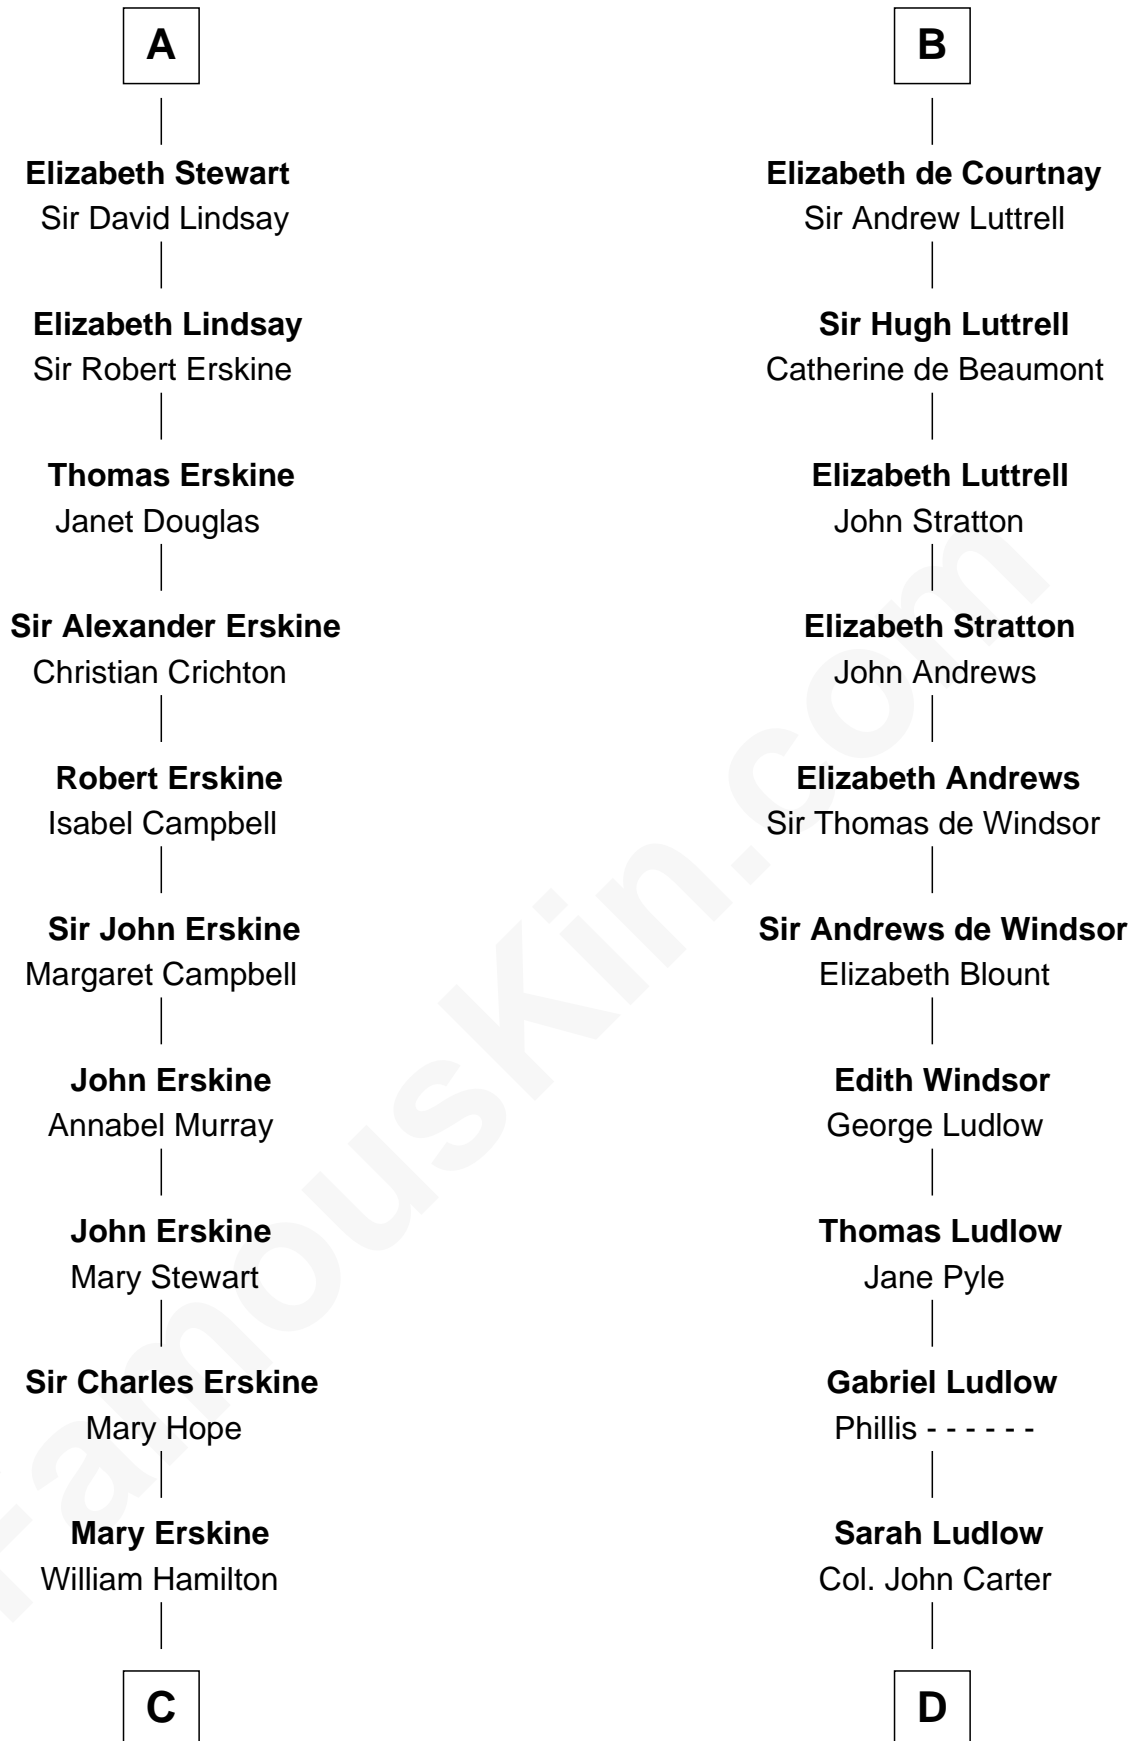 A
Elizabeth Stewart
Sir David Lindsay
Elizabeth Lindsay
Sir Robert Erskine
Thomas Erskine
Janet Douglas
Sir Alexander Erskine
Christian Crichton
Robert Erskine
Isabel Campbell
Sir John Erskine
Margaret Campbell
John Erskine
Annabel Murray
John Erskine
Mary Stewart
Sir Charles Erskine
Mary Hope
Mary Erskine
William Hamilton
C
B
Elizabeth de Courtnay
Sir Andrew Luttrell
Sir Hugh Luttrell
Catherine de Beaumont
Elizabeth Luttrell
John Stratton
Elizabeth Stratton
John Andrews
Elizabeth Andrews
Sir Thomas de Windsor
Sir Andrews de Windsor
Elizabeth Blount
Edith Windsor
George Ludlow
Thomas Ludlow
Jane Pyle
Gabriel Ludlow
Phillis - - - - - -
Sarah Ludlow
Col. John Carter
D
FamousKin.com